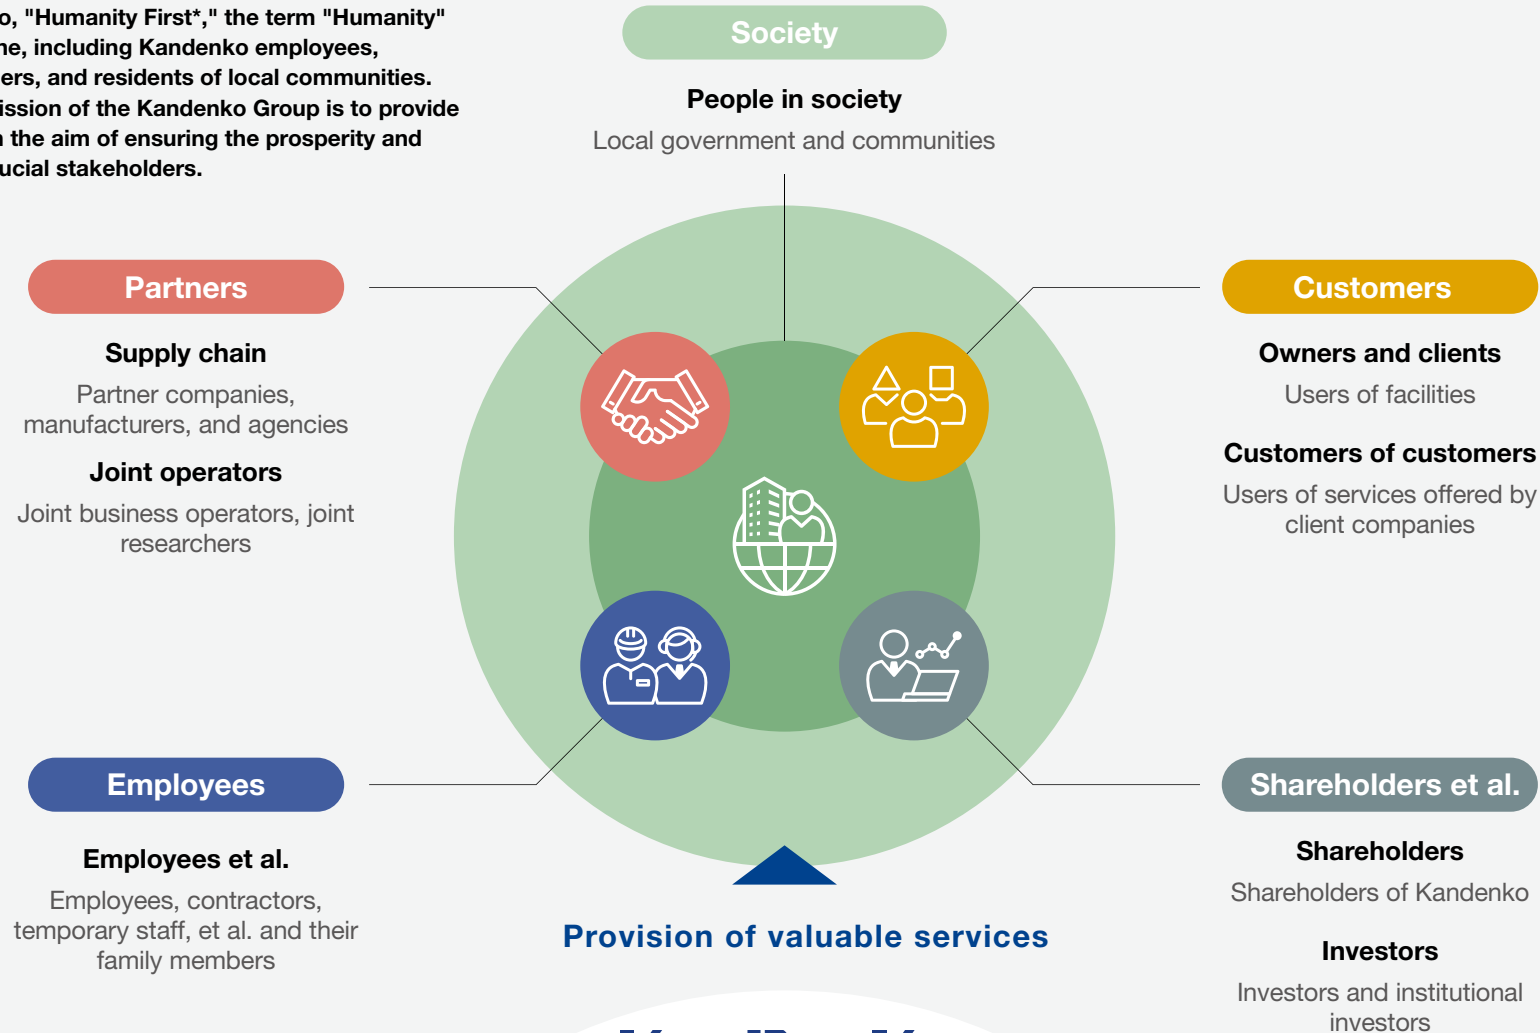 o, "Humanity First*," the term "Humanity"
ne, including Kandenko employees,
ers, and residents of local communities.
ission of the Kandenko Group is to provide
n the aim of ensuring the prosperity and
ucial stakeholders.
Society
People in society
Local government and communities
Partners
Supply chain
Partner companies,
manufacturers, and agencies
Joint operators
Joint business operators, joint
researchers
Customers
Owners and clients
Users of facilities
Customers of customers
Users of services offered by
client companies
Employees
Employees et al.
Employees, contractors,
temporary staff, et al. and their
family members
Shareholders et al.
Shareholders
Shareholders of Kandenko
Investors
Investors and institutional
investors
Provision of valuable services